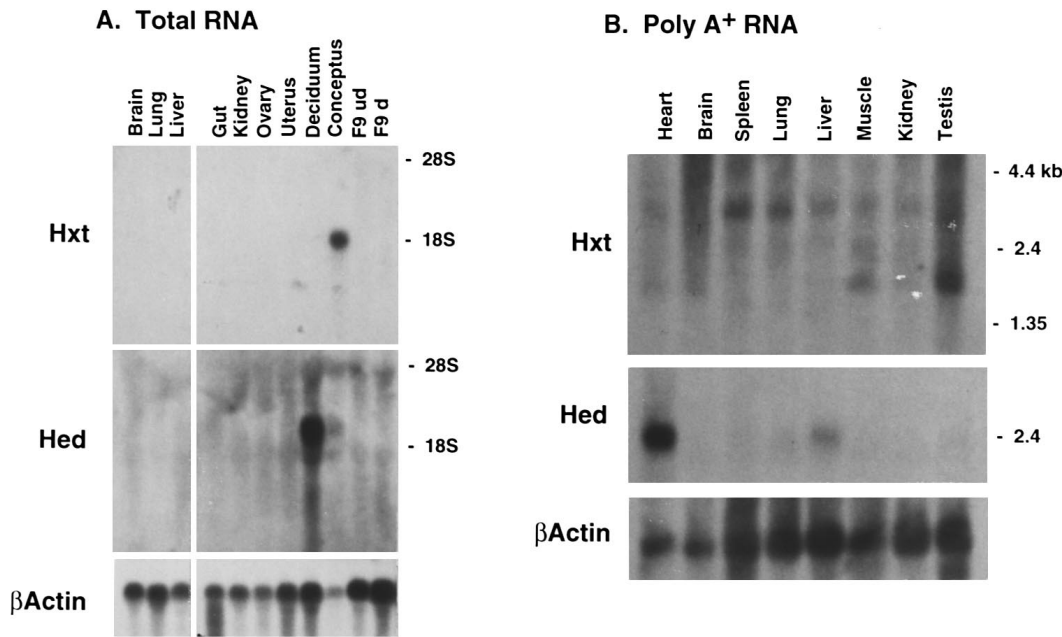 A. Total RNA
Brain
Lung
Liver
Gut
Kidney
Ovary
Uterus
Deciduum
Conceptus
F9 ud
F9 d
Hxt
- 28S
- 18S
Hed
- 28S
- 18S
βActin
B. Poly A+ RNA
Heart
Brain
Spleen
Lung
Liver
Muscle
Kidney
Testis
Hxt
- 4.4 kb
- 2.4
- 1.35
Hed
- 2.4
βActin